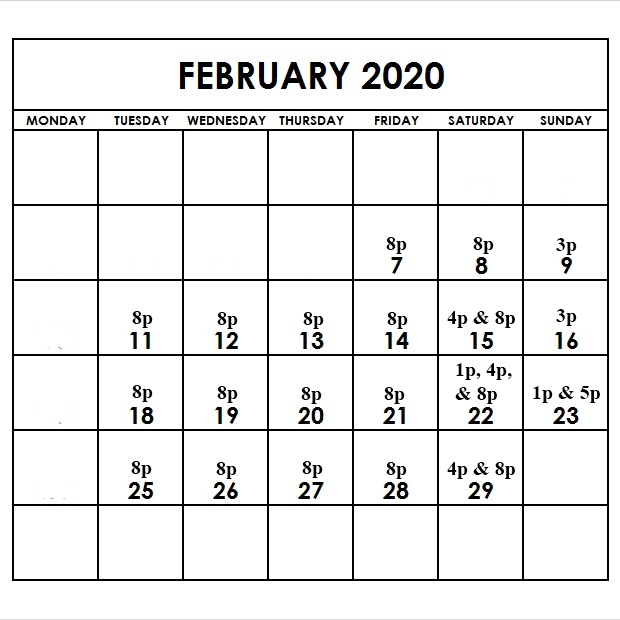 FEBRUARY 2020
MONDAY TUESDAY WEDNESDAY THURSDAY FRIDAY SATURDAY SUNDAY
8p 8p 3p
7 8 9
8p 8p 8p 8p 4p & 8p 3p
11 12 13 14 15 16
1p, 4p,
8p 8p 8p 8p & 8p 1p & 5p
18 19 20 21 22 23
8p 8p 8p 8p 4p & 8p
25 26 27 28 29